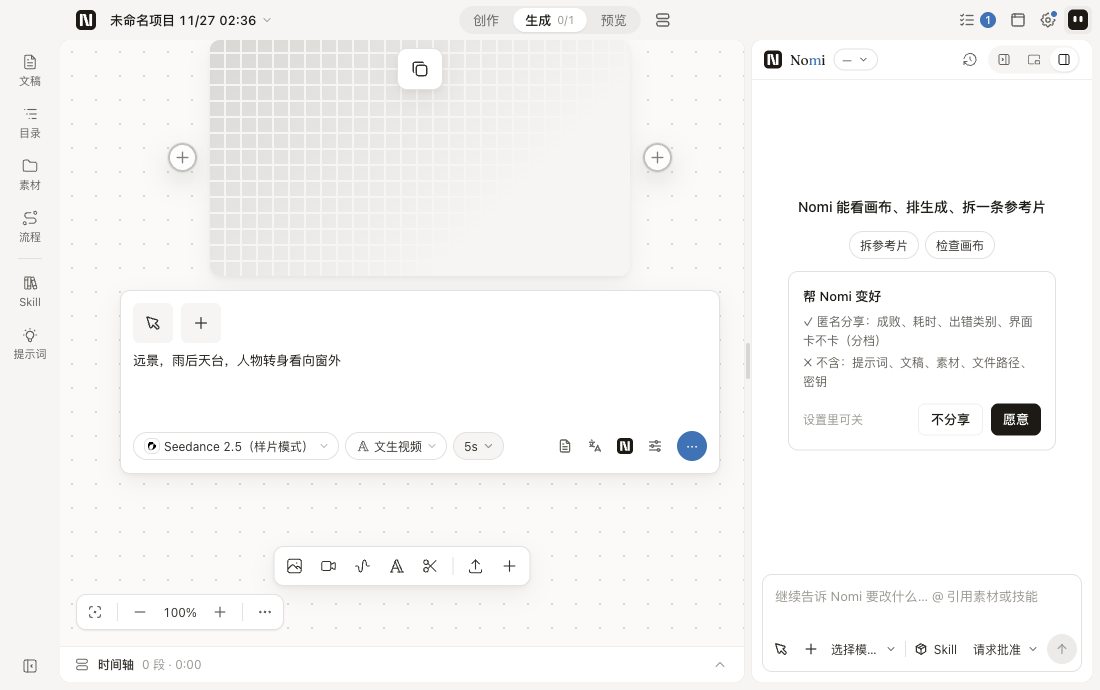 未命名项目 11/27 02:36
创作
生成 0/1
预览
1
文稿
目录
素材
流程
Skill
提示词
远景，雨后天台，人物转身看向窗外
Seedance 2.5（样片模式）
文生视频
5s
100%
时间轴 0 段 · 0:00
Nomi
Nomi 能看画布、排生成、拆一条参考片
拆参考片
检查画布
帮 Nomi 变好
✓ 匿名分享：成败、耗时、出错类别、界面
卡不卡（分档）
✕ 不含：提示词、文稿、素材、文件路径、
密钥
设置里可关
不分享
愿意
继续告诉 Nomi 要改什么... @ 引用素材或技能
选择模...
Skill
请求批准